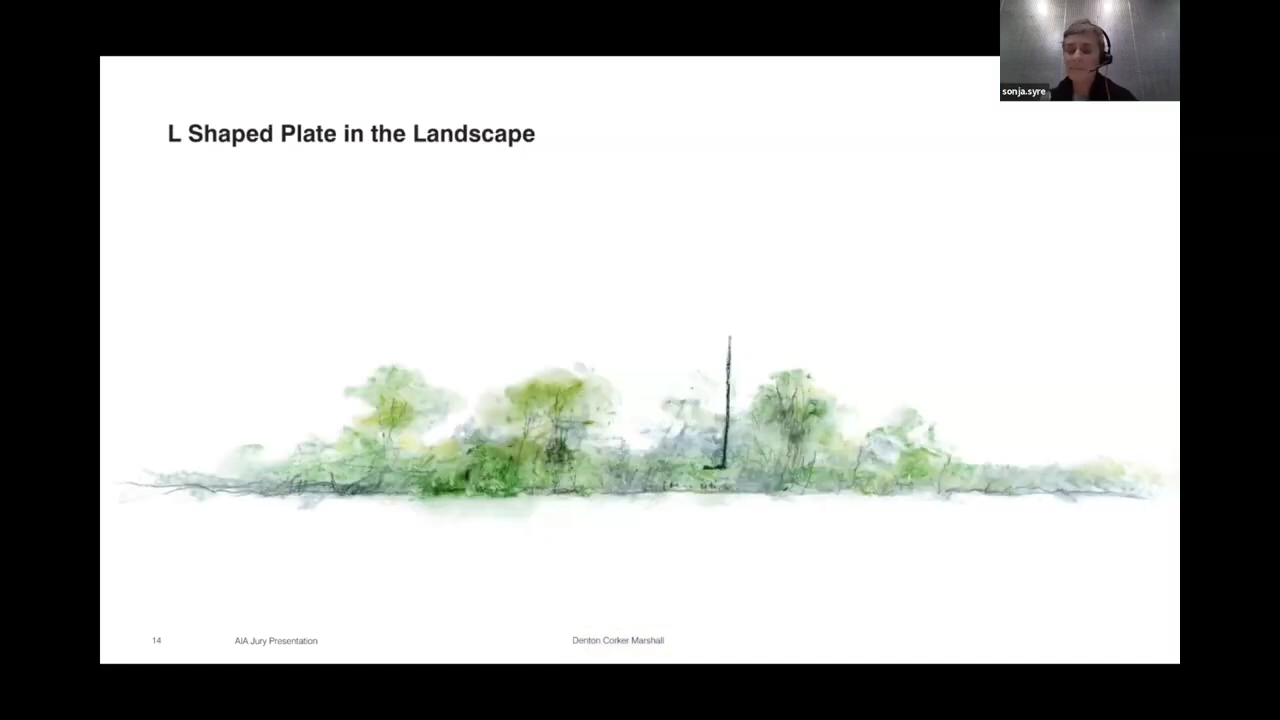 sonja.syre
L Shaped Plate in the Landscape
14 AIA Jury Presentation Denton Corker Marshall